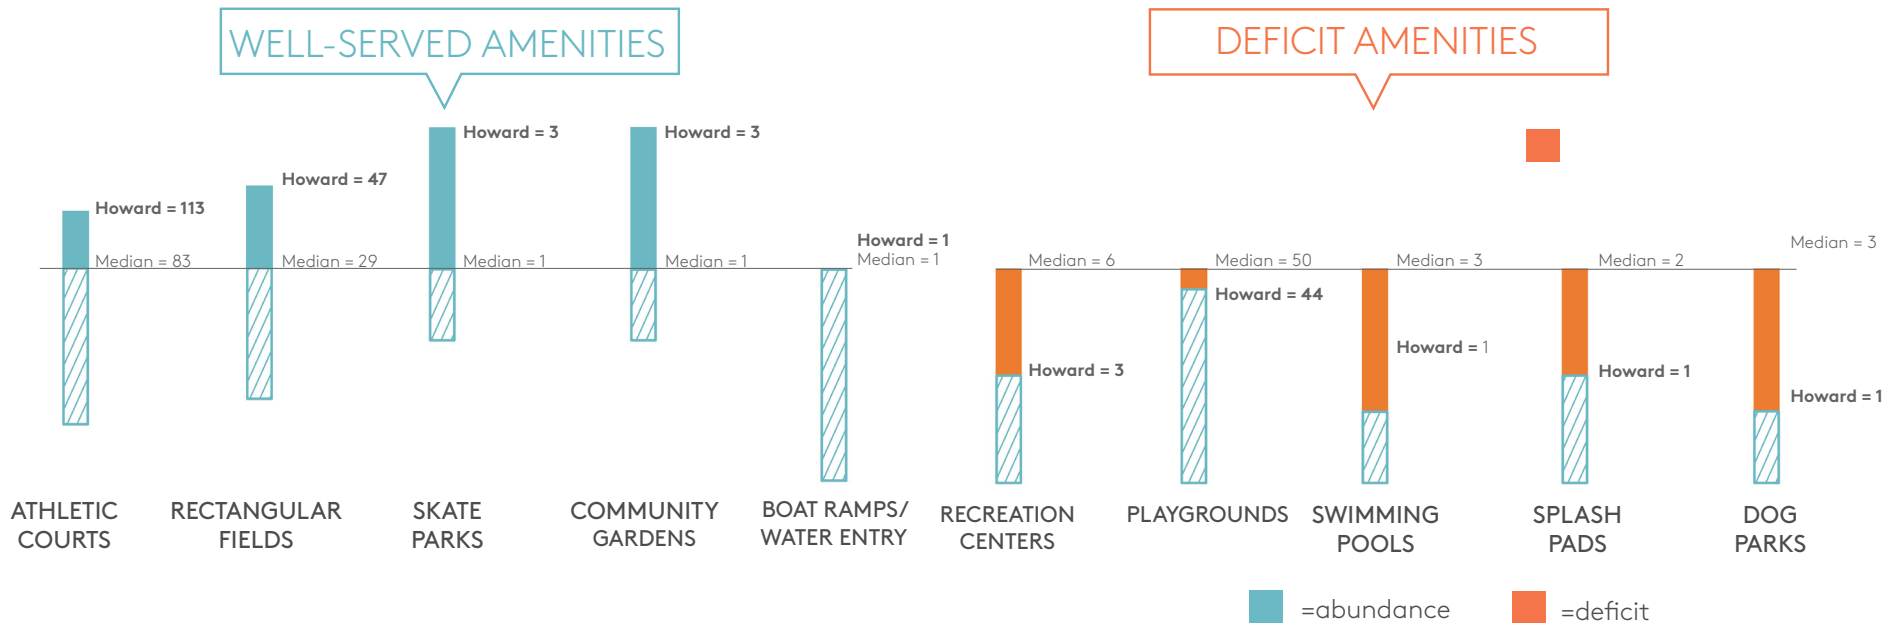 WELL-SERVED AMENITIES
DEFICIT AMENITIES
Howard = 113
Median = 83
Howard = 47
Median = 29
Howard = 3
Median = 1
Howard = 3
Median = 1
Howard = 1
Median = 1
Median = 6
Howard = 3
Median = 50
Howard = 44
Median = 3
Howard = 1
Median = 2
Howard = 1
Median = 3
Howard = 1
ATHLETIC
COURTS
RECTANGULAR
FIELDS
SKATE
PARKS
COMMUNITY
GARDENS
BOAT RAMPS/
WATER ENTRY
RECREATION
CENTERS
PLAYGROUNDS
SWIMMING
POOLS
SPLASH
PADS
DOG
PARKS
=abundance
=deficit